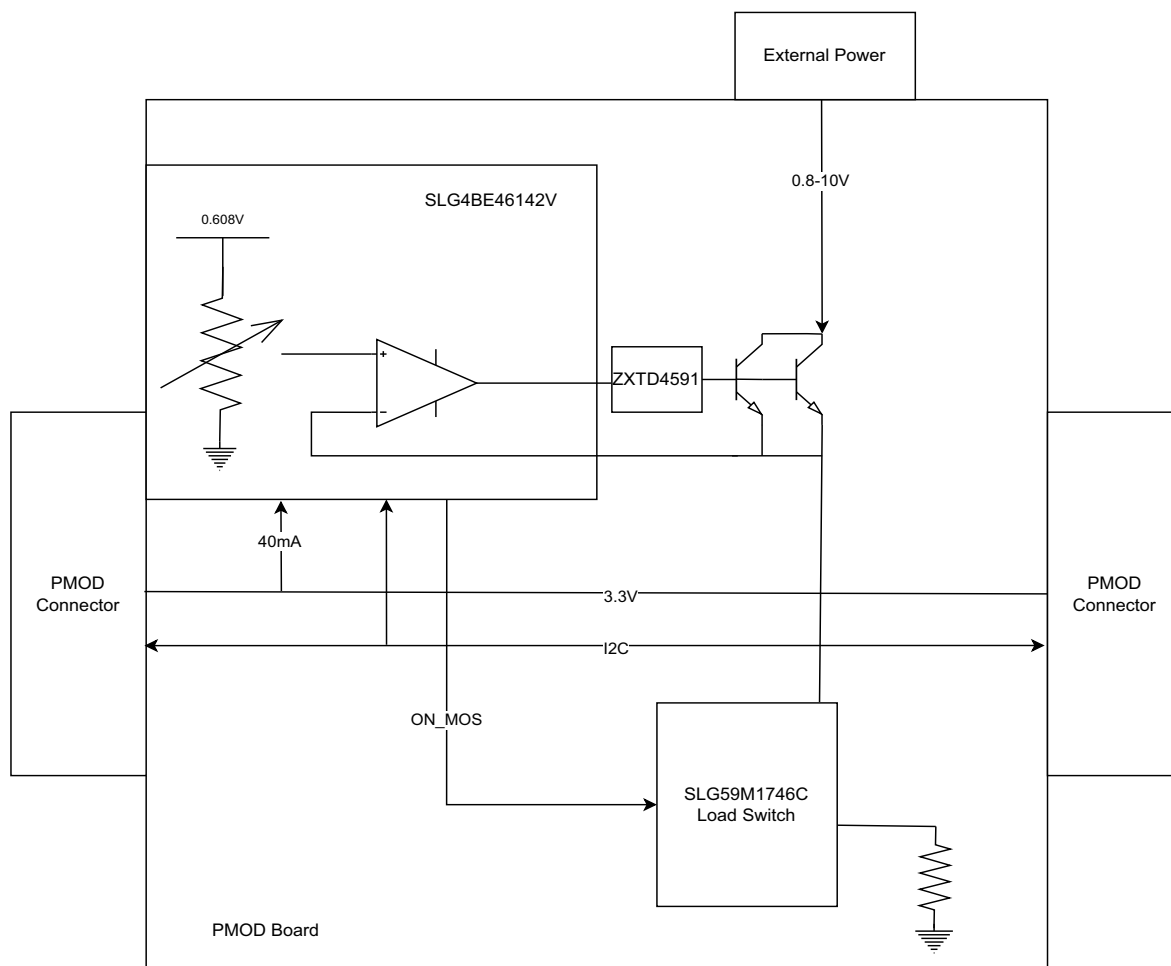 External Power
0.8-10V
SLG4BE46142V
0.608V
+
−
ZXTD4591
40mA
PMOD
Connector
3.3V
PMOD
Connector
I2C
ON_MOS
SLG59M1746C
Load Switch
PMOD Board